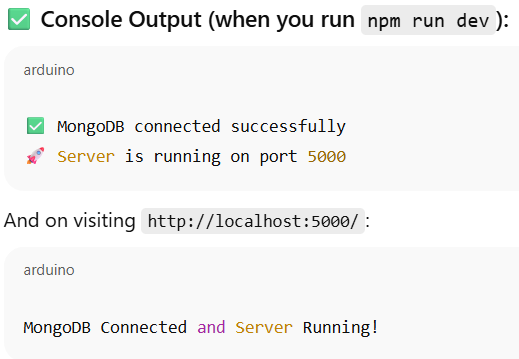 ✅ Console Output (when you run npm run dev):
arduino
✅ MongoDB connected successfully
🚀 Server is running on port 5000
And on visiting http://localhost:5000/:
arduino
MongoDB Connected and Server Running!